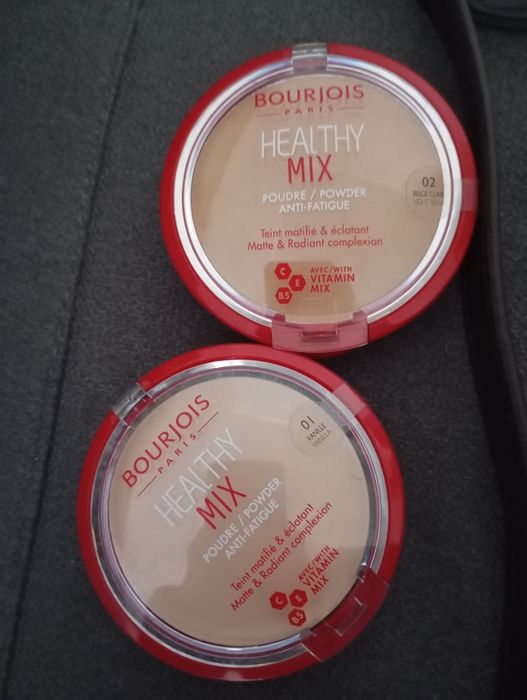 BOURJOIS
PARIS
HEALTHY
MIX
POUDRE / POWDER
ANTI-FATIGUE
Teint matifié & éclatant
Matte & Radiant complexion
C
E
B5
AVEC/WITH
VITAMIN
MIX
02
BEIGE CLAIR
LIGHT BEIGE
BOURJOIS
PARIS
HEALTHY
MIX
POUDRE / POWDER
ANTI-FATIGUE
Teint matifié & éclatant
Matte & Radiant complexion
C
E
B5
AVEC/WITH
VITAMIN
MIX
01
VANILLE
VANILLA